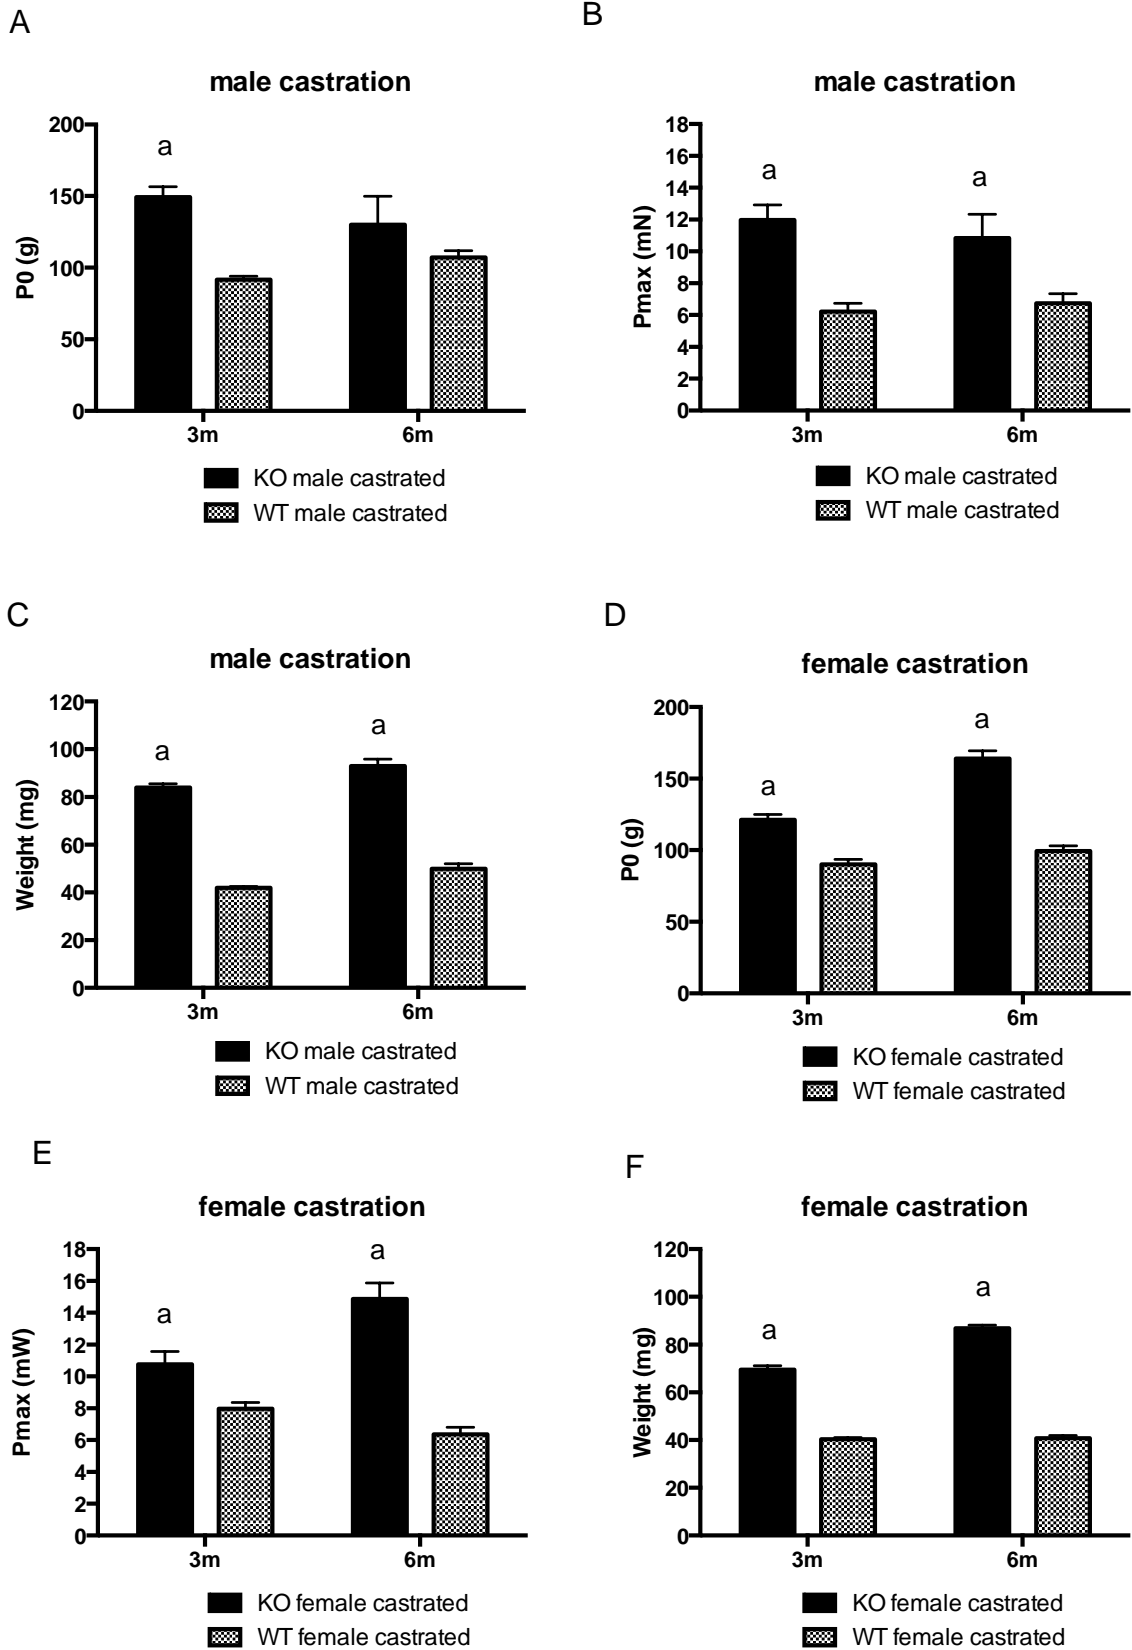 A
male castration
P0 (g)
200
150
100
50
0
a
3m
6m
KO male castrated
WT male castrated
B
male castration
Pmax (mN)
18
16
14
12
10
8
6
4
2
0
a
a
3m
6m
KO male castrated
WT male castrated
C
male castration
Weight (mg)
120
100
80
60
40
20
0
a
a
3m
6m
KO male castrated
WT male castrated
D
female castration
P0 (g)
200
150
100
50
0
a
a
3m
6m
KO female castrated
WT female castrated
E
female castration
Pmax (mW)
18
16
14
12
10
8
6
4
2
0
a
a
3m
6m
KO female castrated
WT female castrated
F
female castration
Weight (mg)
120
100
80
60
40
20
0
a
a
3m
6m
KO female castrated
WT female castrated